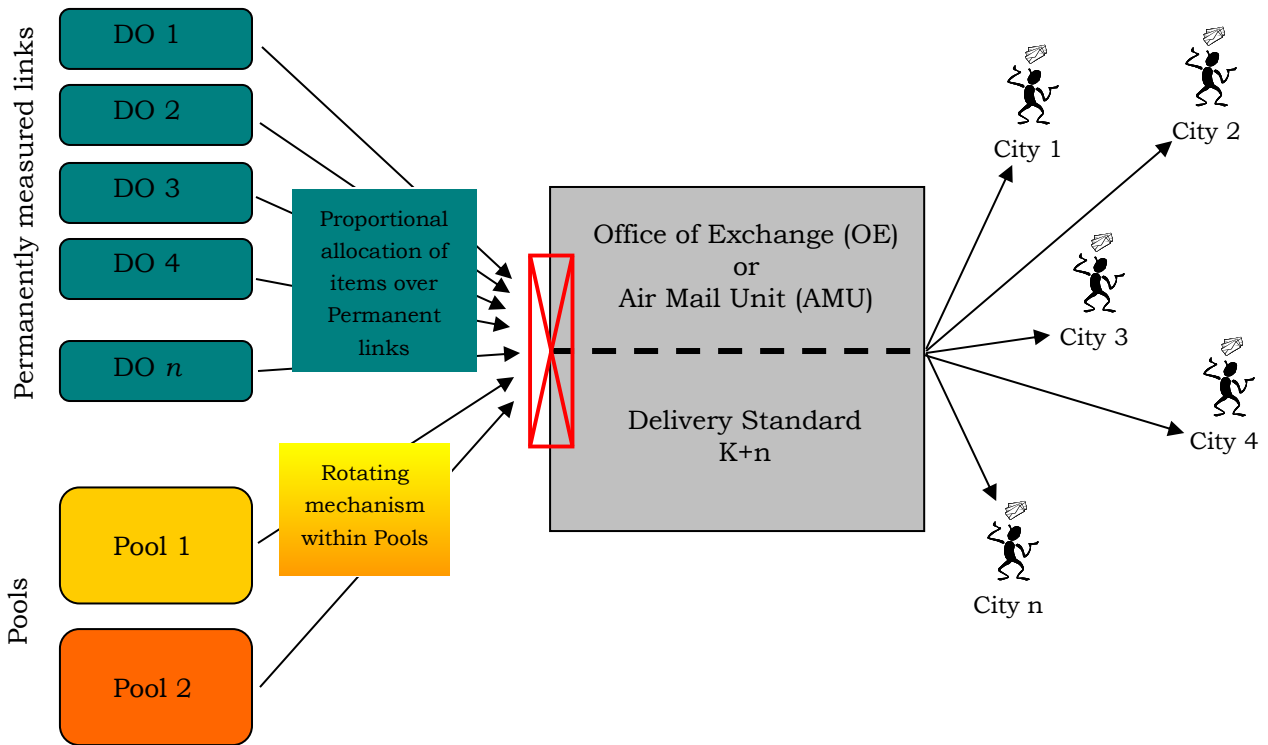 Permanently measured links
DO 1
DO 2
DO 3
DO 4
DO n
Proportional
allocation of
items over
Permanent
links
Pools
Pool 1
Pool 2
Rotating
mechanism
within Pools
Office of Exchange (OE)
or
Air Mail Unit (AMU)
Delivery Standard
K+n
City 1
City 2
City 3
City 4
City n